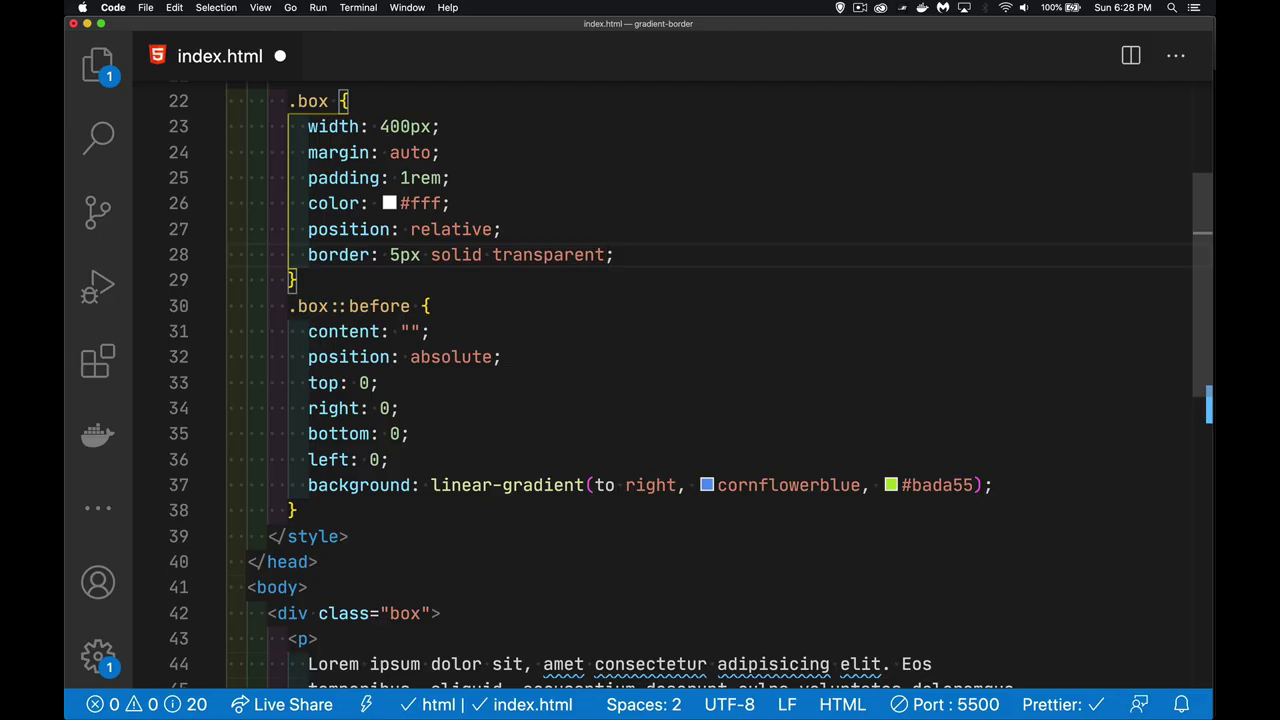 Code File Edit Selection View Go Run Terminal Window Help 100% Sun 6:28 PM
index.html — gradient-border
index.html
1
22 .box {
23 width: 400px;
24 margin: auto;
25 padding: 1rem;
26 color: #fff;
27 position: relative;
28 border: 5px solid transparent;
29 }
30 .box::before {
31 content: "";
32 position: absolute;
33 top: 0;
34 right: 0;
35 bottom: 0;
36 left: 0;
37 background: linear-gradient(to right, cornflowerblue, #bada55);
38 }
39 </style>
40 </head>
41 <body>
42 <div class="box">
43 <p>
44 Lorem ipsum dolor sit, amet consectetur adipisicing elit. Eos
1
0 0 20 Live Share html index.html Spaces: 2 UTF-8 LF HTML Port : 5500 Prettier: